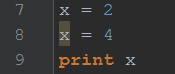 7 x = 2
8 x = 4
9 print x